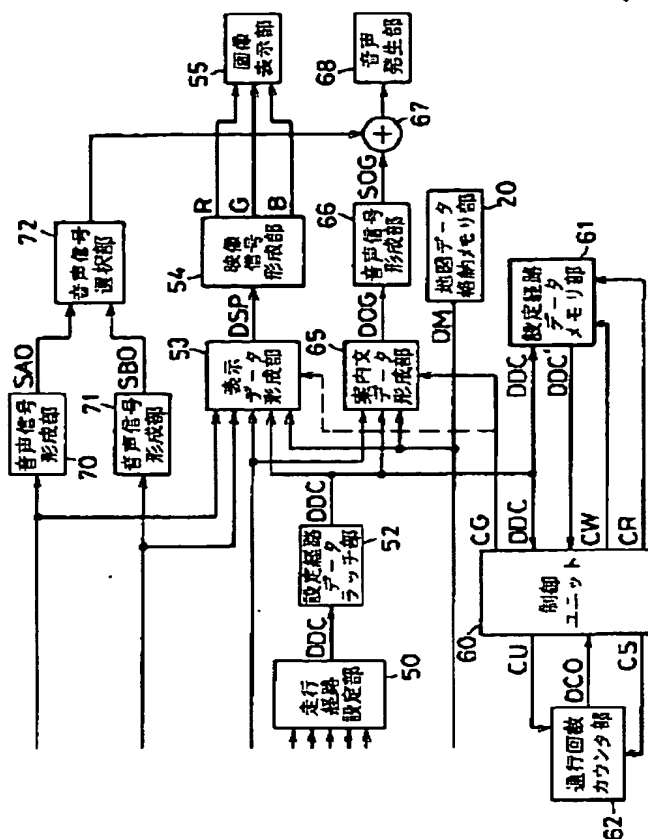 55
画像
表示部
68
音声
発生部
67
+
R
G
B
SOG
72
音声信号
選択部
54
映像
信号
形成部
66
音声信号
形成部
20
地図データ
格納メモリ部
SAO
SBO
DSP
DOG
DM
61
設定経路
データ
メモリ部
音声信号
形成部
70
71
音声信号
形成部
53
表示
データ
形成部
65
案内文
データ
形成部
DDC
DDC'
DDC
設定経路
データ
ラッチ部
52
CG
DDC
CW
CR
DDC
走行
経路
設定部
50
60
制御
ユニット
CU
DCO
CS
通行回数
カウンタ部
62